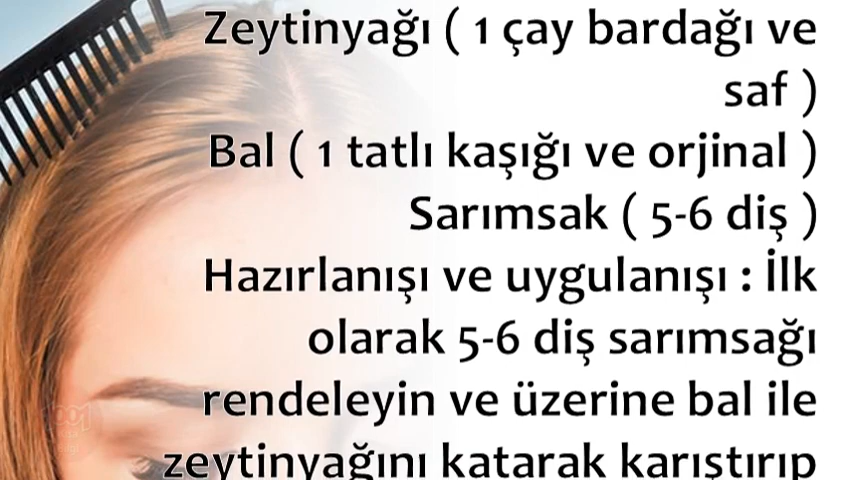 Zeytinyağı ( 1 çay bardağı ve
saf )
Bal ( 1 tatlı kaşığı ve orjinal )
Sarımsak ( 5-6 diş )
Hazırlanışı ve uygulanışı : İlk
olarak 5-6 diş sarımsağı
rendeleyin ve üzerine bal ile
zeytinyağını katarak karıştırıp